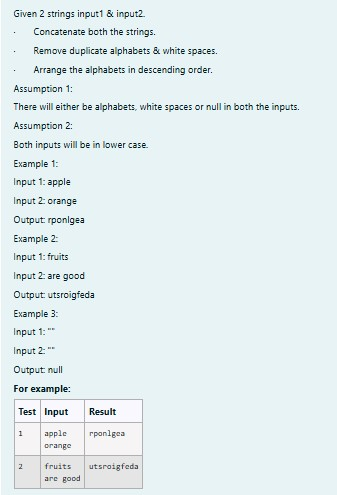 Given 2 strings input1 & input2.
· Concatenate both the strings.
· Remove duplicate alphabets & white spaces.
· Arrange the alphabets in descending order.
Assumption 1:
There will either be alphabets, white spaces or null in both the inputs.
Assumption 2:
Both inputs will be in lower case.
Example 1:
Input 1: apple
Input 2: orange
Output: rponlgea
Example 2:
Input 1: fruits
Input 2: are good
Output: utsroigfeda
Example 3:
Input 1: ""
Input 2: ""
Output: null
For example:
Test Input Result
1 apple rponlgea
orange
2 fruits utsroigfeda
are good